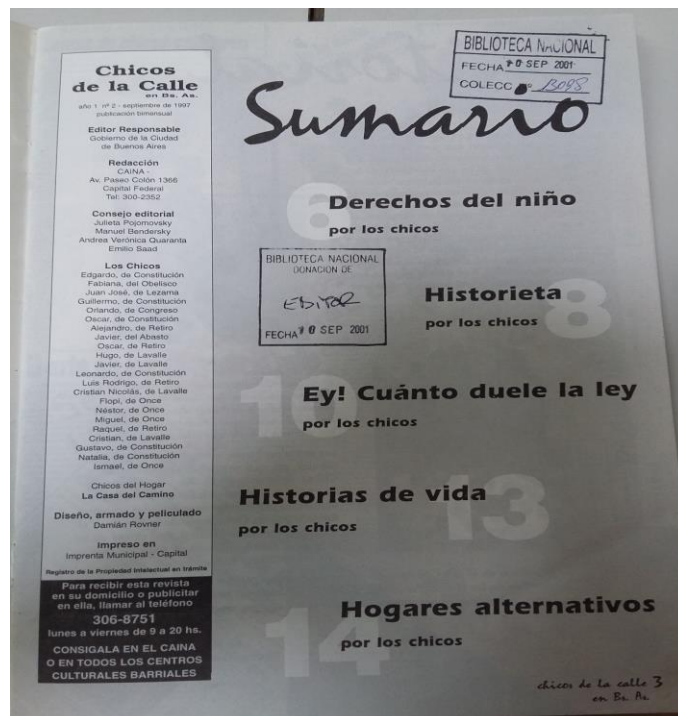 Chicos
de la Calle
en Bs. As.
año 1 nº 2 - septiembre de 1997
publicación bimensual
Editor Responsable
Gobierno de la Ciudad
de Buenos Aires
Redacción
CAINA -
Av. Paseo Colón 1366
Capital Federal
Tel: 300-2352
Consejo editorial
Julieta Pojomovsky
Manuel Bendersky
Andrea Verónica Quaranta
Emilio Saad
Los Chicos
Edgardo, de Constitución
Fabiana, del Obelisco
Juan José, de Lezama
Guillermo, de Constitución
Orlando, de Congreso
Oscar, de Constitución
Alejandro, de Retiro
Javier, del Abasto
Oscar, de Retiro
Hugo, de Lavalle
Javier, de Lavalle
Leonardo, de Constitución
Luis Rodrigo, de Retiro
Cristian Nicolás, de Lavalle
Flopi, de Once
Néstor, de Once
Miguel, de Once
Raquel, de Retiro
Cristian, de Lavalle
Gustavo, de Constitución
Natalia, de Constitución
Ismael, de Once
Chicos del Hogar
La Casa del Camino
Diseño, armado y peliculado
Damián Rovner
impreso en
Imprenta Municipal - Capital
Registro de la Propiedad Intelectual en trámite
Para recibir esta revista
en su domicilio o publicitar
en ella, llamar al teléfono
306-8751
lunes a viernes de 9 a 20 hs.
CONSIGALA EN EL CAINA
O EN TODOS LOS CENTROS
CULTURALES BARRIALES
BIBLIOTECA NACIONAL
FECHA 10 SEP 2001
COLECC Bº B098
Sumario
6
Derechos del niño
por los chicos
BIBLIOTECA NACIONAL
DONACION DE
EDITOR
FECHA 10 SEP 2001
Historieta 8
por los chicos
10
Ey! Cuánto duele la ley
por los chicos
Historias de vida
13
por los chicos
14
Hogares alternativos
por los chicos
chicos de la calle 3
en Bs. As.